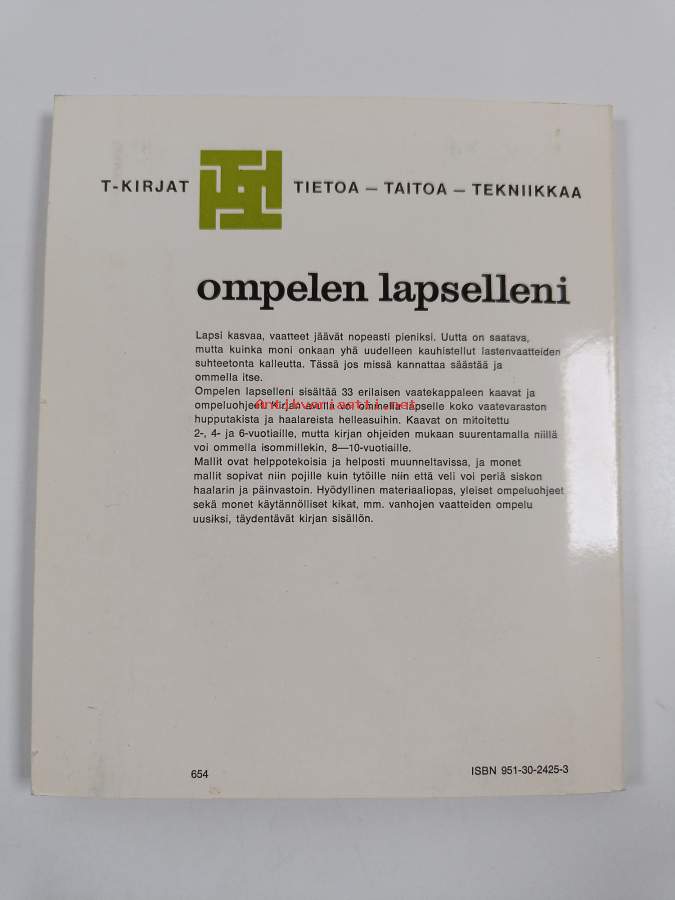 T-KIRJAT
TIETOA — TAITOA — TEKNIIKKAA
ompelen lapselleni
Lapsi kasvaa, vaatteet jäävät nopeasti pieniksi. Uutta on saatava,
mutta kuinka moni onkaan yhä uudelleen kauhistellut lastenvaatteiden
suhteetonta kalleutta. Tässä jos missä kannattaa säästää ja
ommella itse.
Ompelen lapselleni sisältää 33 erilaisen vaatekappaleen kaavat ja
ompeluohjeet. Kirjan avulla voi ommella lapselle koko vaatevaraston
Antikvariaatti.net
hupputakista ja haalareista helleasuihin. Kaavat on mitoitettu
2-, 4- ja 6-vuotiaille, mutta kirjan ohjeiden mukaan suurentamalla niillä
voi ommella isommillekin, 8—10-vuotiaille.
Mallit ovat helppotekoisia ja helposti muunneltavissa, ja monet
mallit sopivat niin pojille kuin tytöille niin että veli voi periä siskon
haalarin ja päinvastoin. Hyödyllinen materiaaliopas, yleiset ompeluohjeet
sekä monet käytännölliset kikat, mm. vanhojen vaatteiden ompelu
uusiksi, täydentävät kirjan sisällön.
654
ISBN 951-30-2425-3